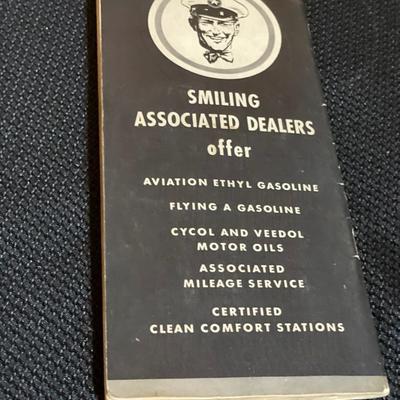 SMILING
ASSOCIATED DEALERS
offer
AVIATION ETHYL GASOLINE
FLYING A GASOLINE
CYCOL AND VEEDOL
MOTOR OILS
ASSOCIATED
MILEAGE SERVICE
CERTIFIED
CLEAN COMFORT STATIONS